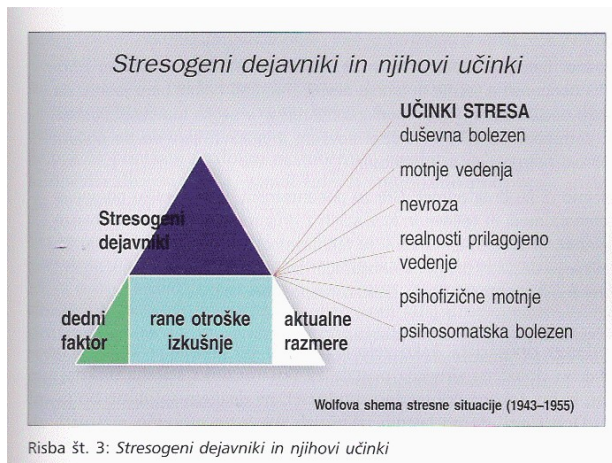 Stresogeni dejavniki in njihovi učinki
UČINKI STRESA
duševna bolezen
motnje vedenja
nevroza
realnosti prilagojeno
vedenje
psihofizične motnje
psihosomatska bolezen
Stresogeni
dejavniki
dedni
faktor
rane otroške
izkušnje
aktualne
razmere
Wolfova shema stresne situacije (1943–1955)
Risba št. 3: Stresogeni dejavniki in njihovi učinki